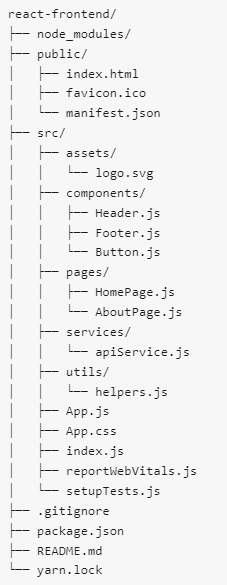 react-frontend/
├── node_modules/
├── public/
│   ├── index.html
│   ├── favicon.ico
│   └── manifest.json
├── src/
│   ├── assets/
│   │   └── logo.svg
│   ├── components/
│   │   ├── Header.js
│   │   ├── Footer.js
│   │   └── Button.js
│   ├── pages/
│   │   ├── HomePage.js
│   │   └── AboutPage.js
│   ├── services/
│   │   └── apiService.js
│   ├── utils/
│   │   └── helpers.js
│   ├── App.js
│   ├── App.css
│   ├── index.js
│   ├── reportWebVitals.js
│   └── setupTests.js
├── .gitignore
├── package.json
├── README.md
└── yarn.lock